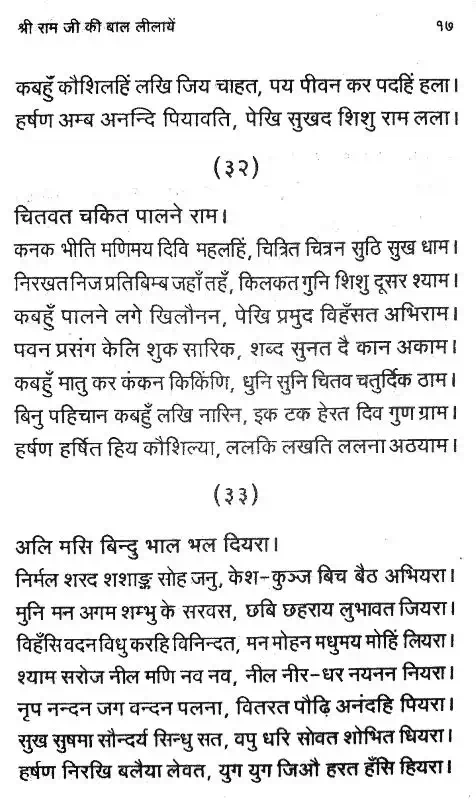 श्री राम जी की बाल लीलायें १७
कबहुँ कौशिलहिं लखि जिय चाहत, पय पीवन कर पदहिं हला।
हर्षण अम्ब अनन्दि पियावति, पेखि सुखद शिशु राम लला।
(३२)
चितवत चकित पालने राम।
कनक भीति मणिमय दिवि महलहिं, चित्रित चित्रन सुठि सुख धाम।
निरखत निज प्रतिबिम्ब जहाँ तहँ, किलकत गुनि शिशु दूसर श्याम।
कबहुँ पालने लगे खिलौनन, पेखि प्रमुद विहँसत अभिराम।
पवन प्रसंग केलि शुक सारिक, शब्द सुनत दै कान अकाम।
कबहुँ मातु कर कंकन किकिंणि, धुनि सुनि चितव चतुर्दिक ठाम।
बिनु पहिचान कबहुँ लखि नारिन, इक टक हेरत दिव गुण ग्राम।
हर्षण हर्षित हिय कौशिल्या, ललकि लखति ललना अठयाम।
(३३)
अलि मसि बिन्दु भाल भल दियरा।
निर्मल शरद शशाङ्क सोह जनु, केश-कुञ्ज बिच बैठ अभियरा।
मुनि मन अगम शम्भु के सरवस, छबि छहराय लुभावत जियरा।
विहँसि वदन विधु करहि विनिन्दत, मन मोहन मधुमय मोहिं लियरा।
श्याम सरोज नील मणि नव नव, नील नीर-धर नयनन नियरा।
नृप नन्दन जग वन्दन पलना, वितरत पौढ़ि अनंदहि पियरा।
सुख सुषमा सौन्दर्य सिन्धु सत, वपु धरि सोवत शोभित धियरा।
हर्षण निरखि बलैया लेवत, युग युग जिऔ हरत हँसि हियरा।